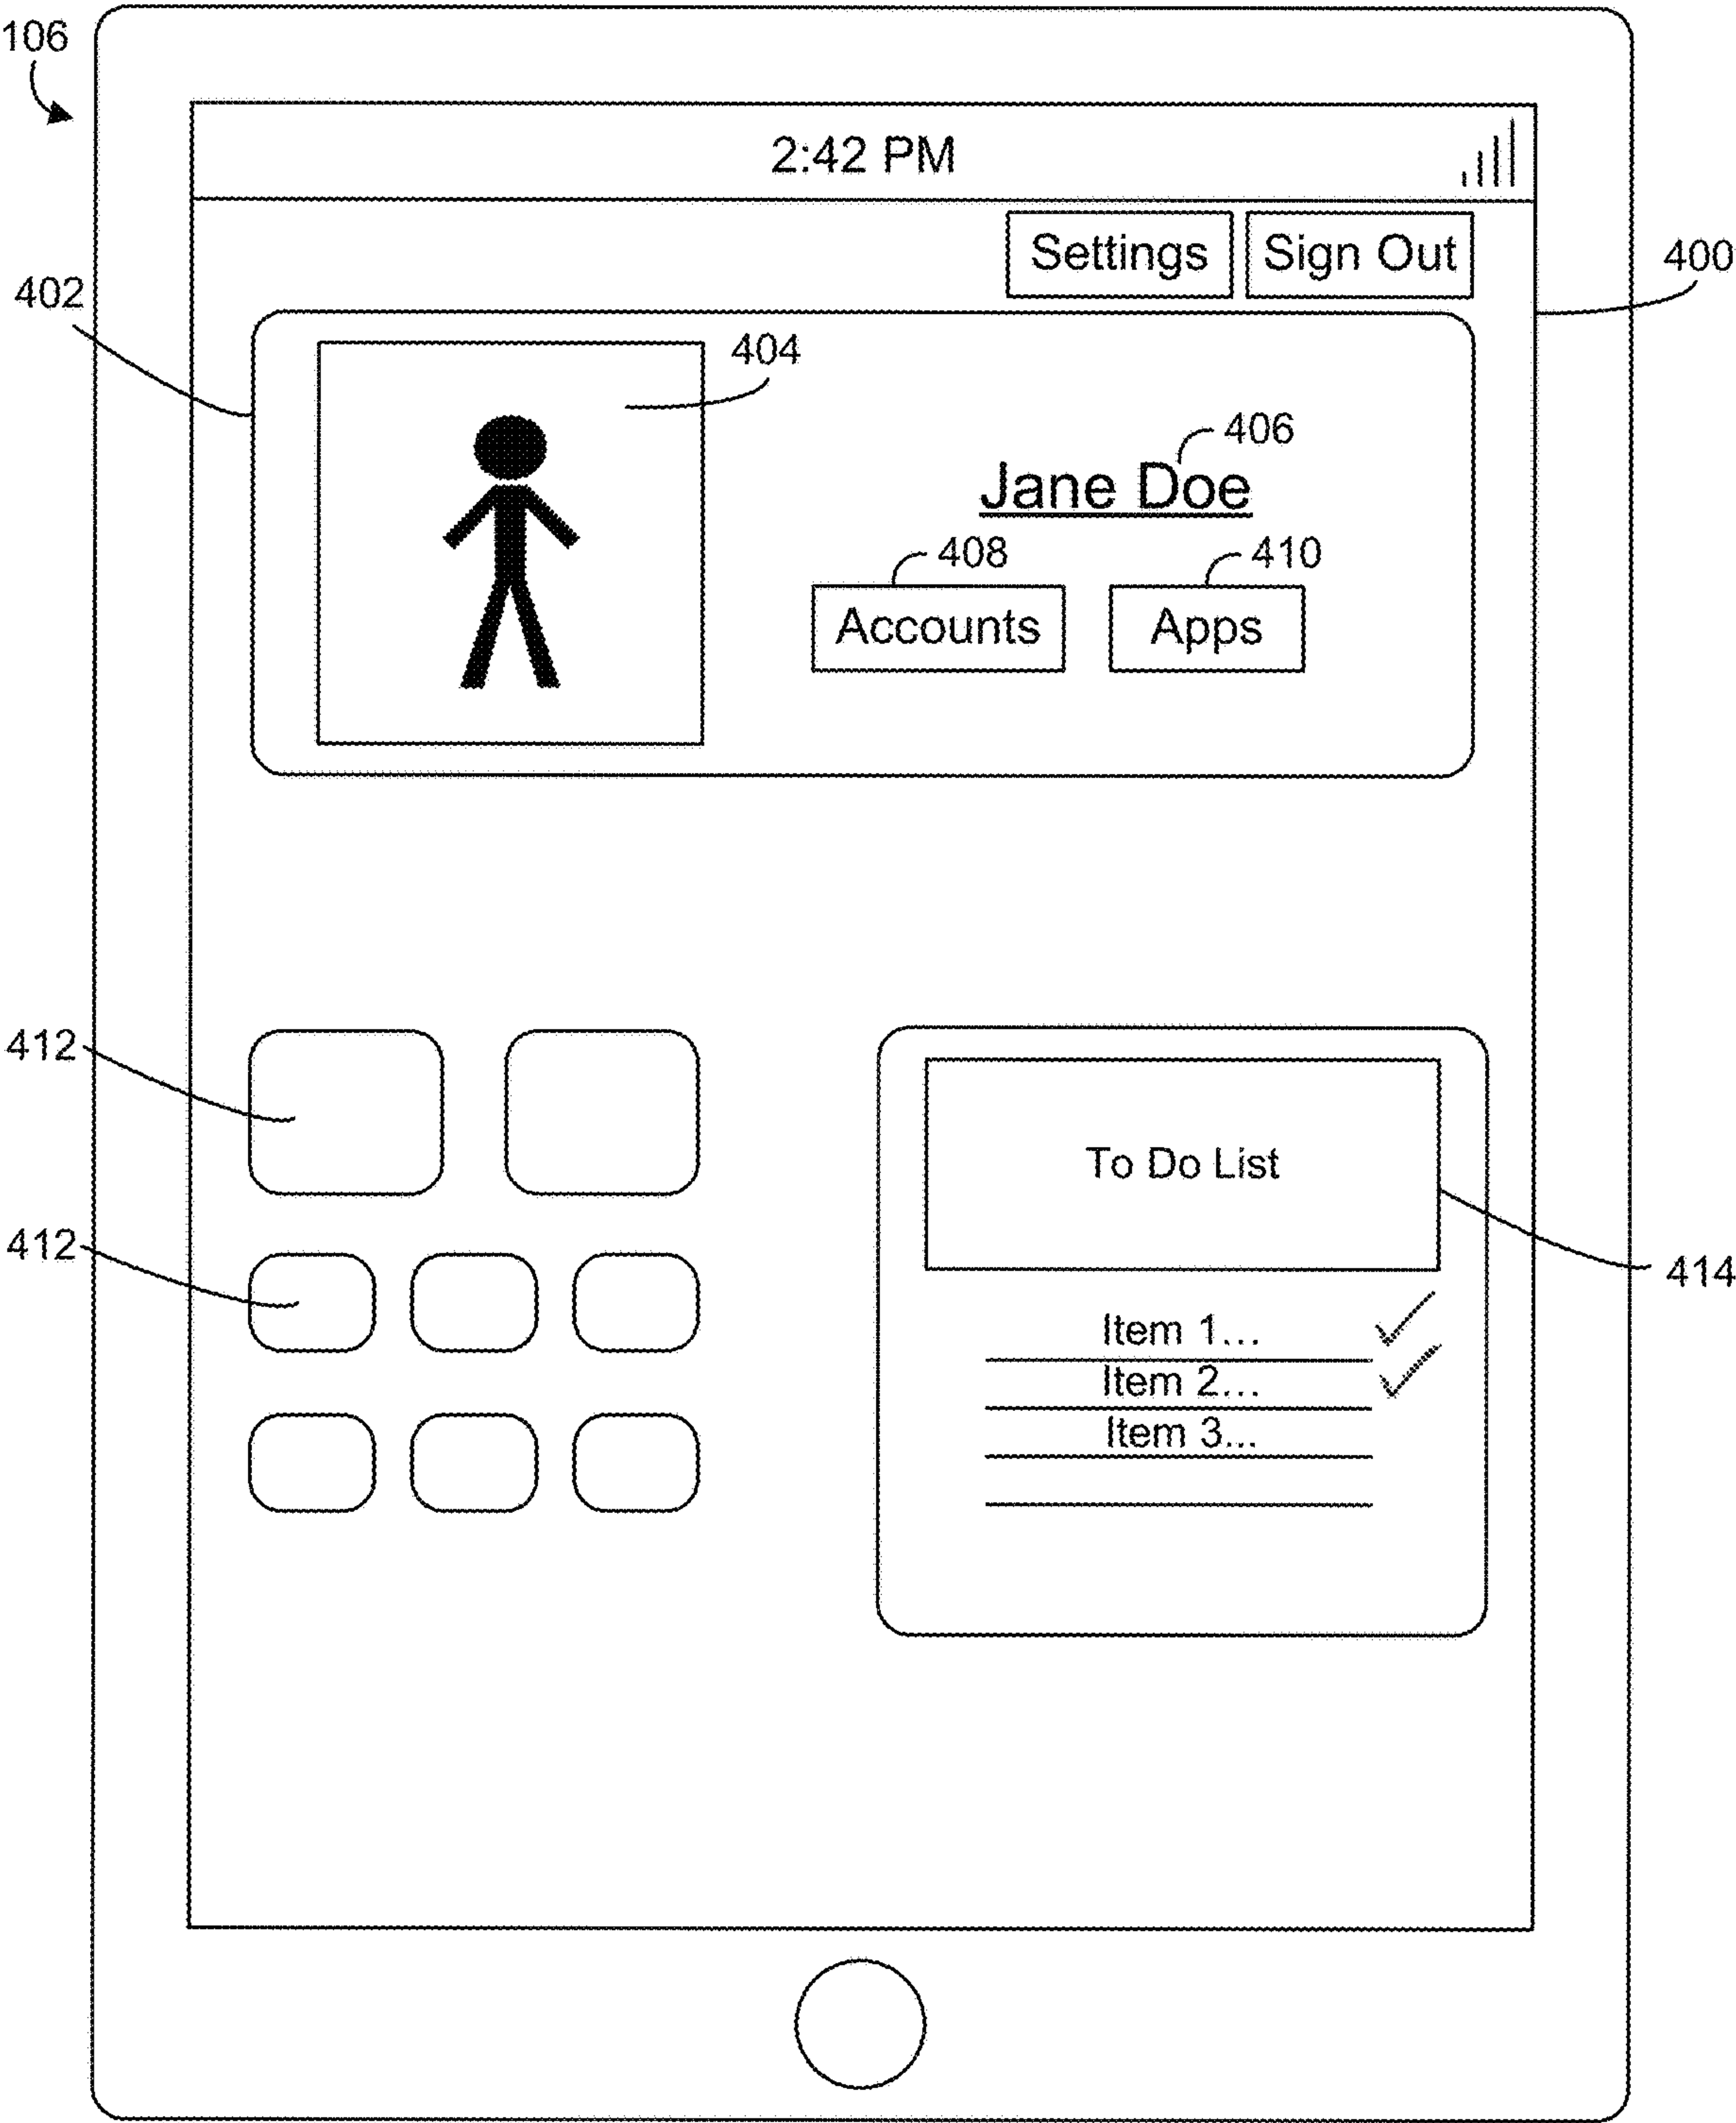 106
2:42 PM
Settings Sign Out
400
402
404
406
Jane Doe
408 410
Accounts Apps
412
To Do List
412
414
Item 1...
Item 2...
Item 3...